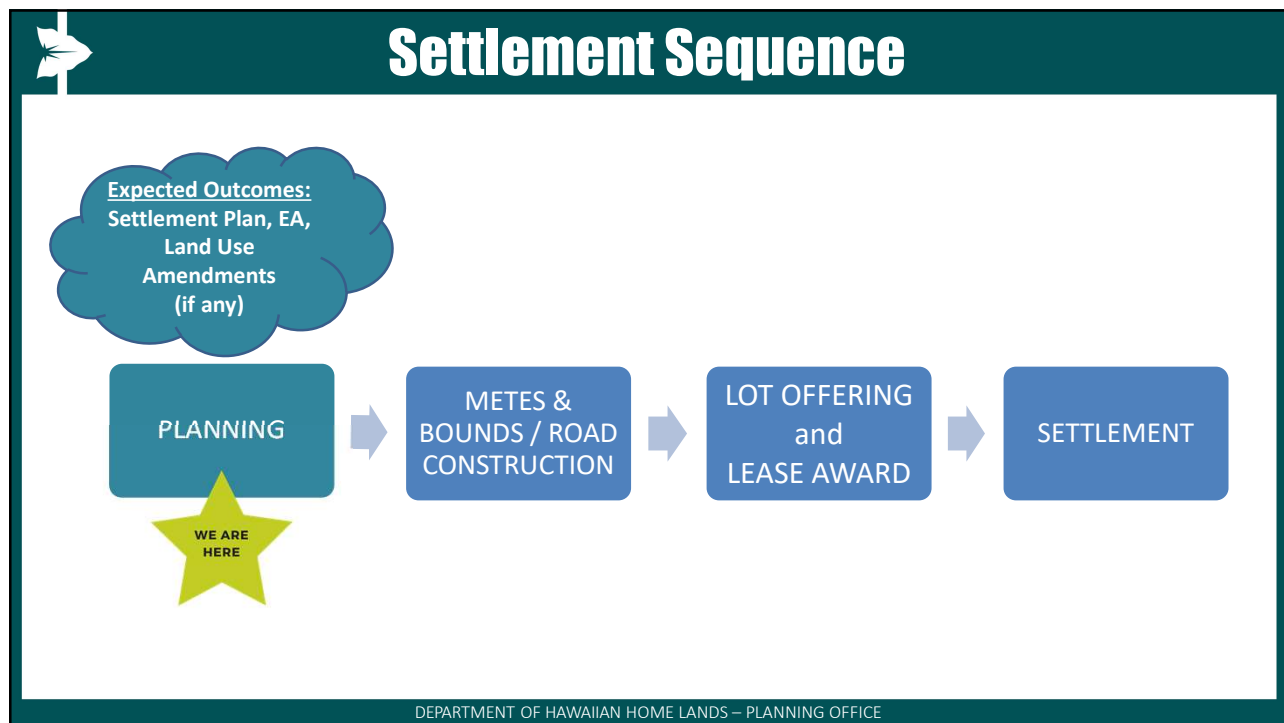 Settlement Sequence
Expected Outcomes:
Settlement Plan, EA,
Land Use
Amendments
(if any)
PLANNING
WE ARE
HERE
METES &
BOUNDS / ROAD
CONSTRUCTION
LOT OFFERING
and
LEASE AWARD
SETTLEMENT
DEPARTMENT OF HAWAIIAN HOME LANDS – PLANNING OFFICE